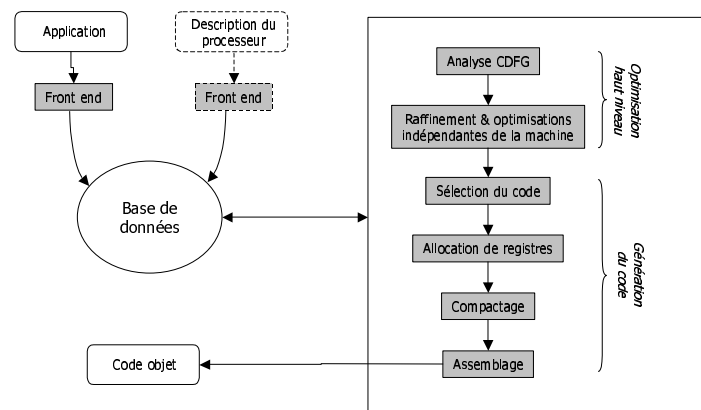 Application
Description du
processeur
Front end
Front end
Base de
données
Code objet
Analyse CDFG
Raffinement & optimisations
indépendantes de la machine
Sélection du code
Allocation de registres
Compactage
Assemblage
Optimisation
haut niveau
Génération
du code